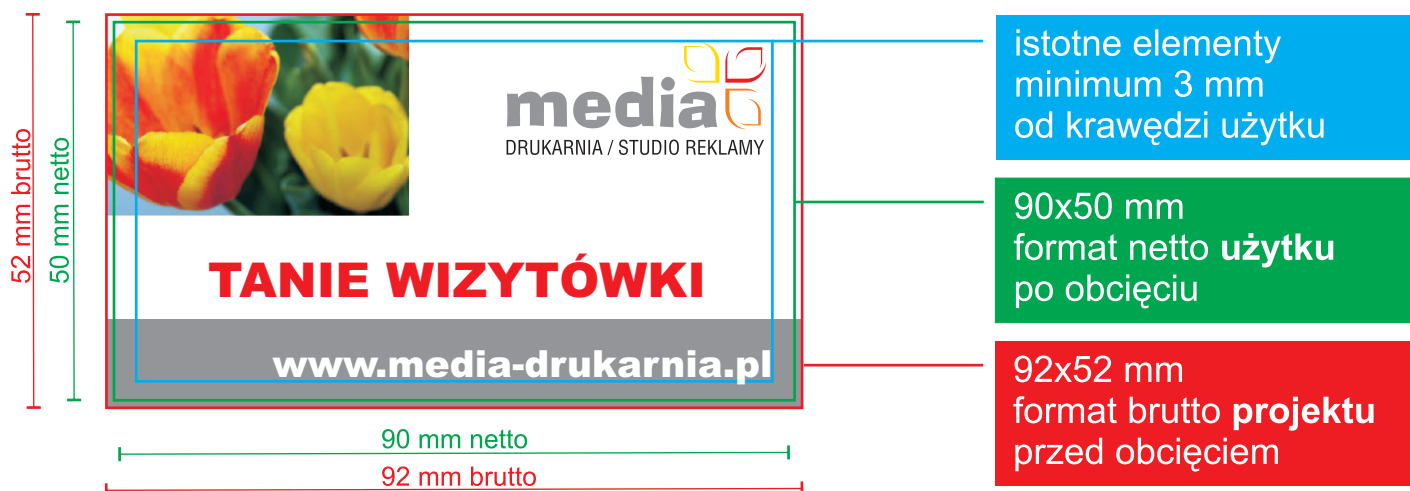 52 mm brutto
50 mm netto
media
DRUKARNIA / STUDIO REKLAMY
TANIE WIZYTÓWKI
www.media-drukarnia.pl
90 mm netto
92 mm brutto
istotne elementy
minimum 3 mm
od krawędzi użytku
90x50 mm
format netto użytku
po obcięciu
92x52 mm
format brutto projektu
przed obcięciem